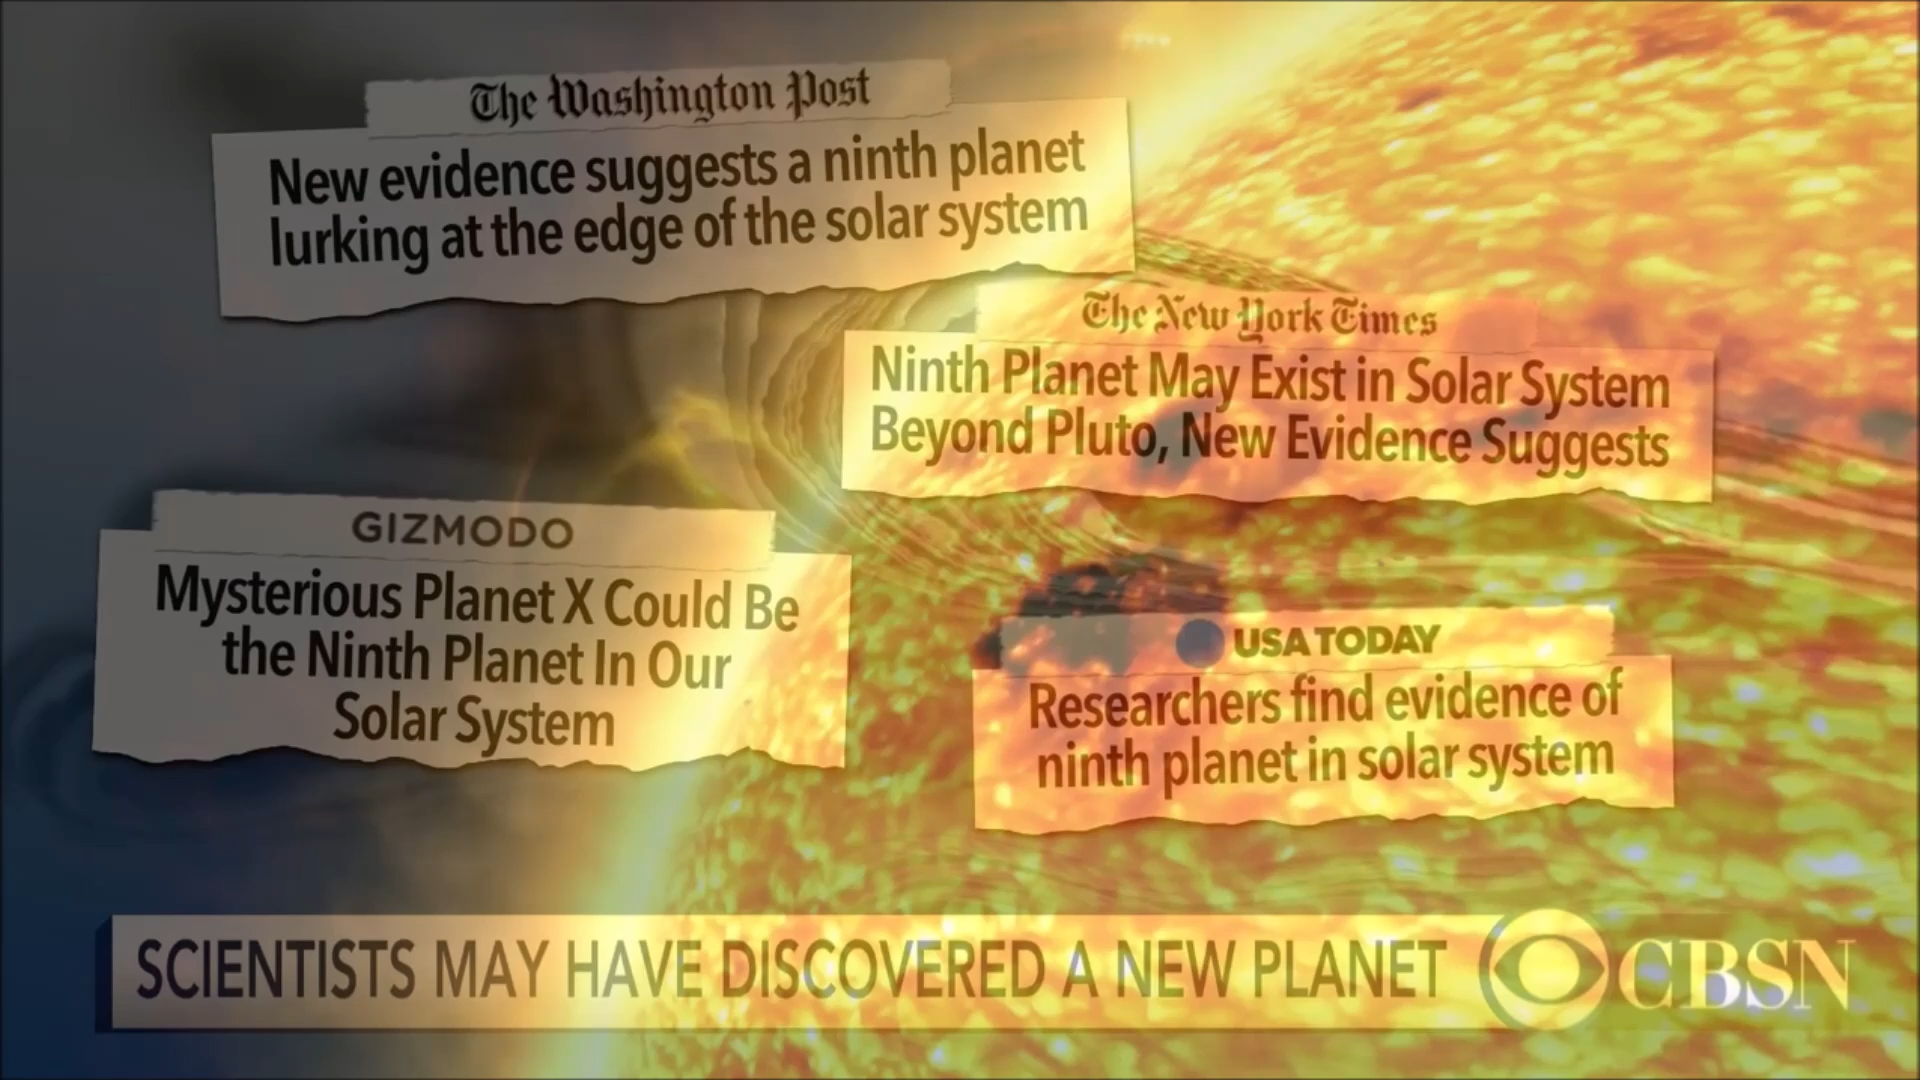 The Washington Post
New evidence suggests a ninth planet
lurking at the edge of the solar system
The New York Times
Ninth Planet May Exist in Solar System
Beyond Pluto, New Evidence Suggests
GIZMODO
Mysterious Planet X Could Be
the Ninth Planet In Our
Solar System
USA TODAY
Researchers find evidence of
ninth planet in solar system
SCIENTISTS MAY HAVE DISCOVERED A NEW PLANET
CBSN